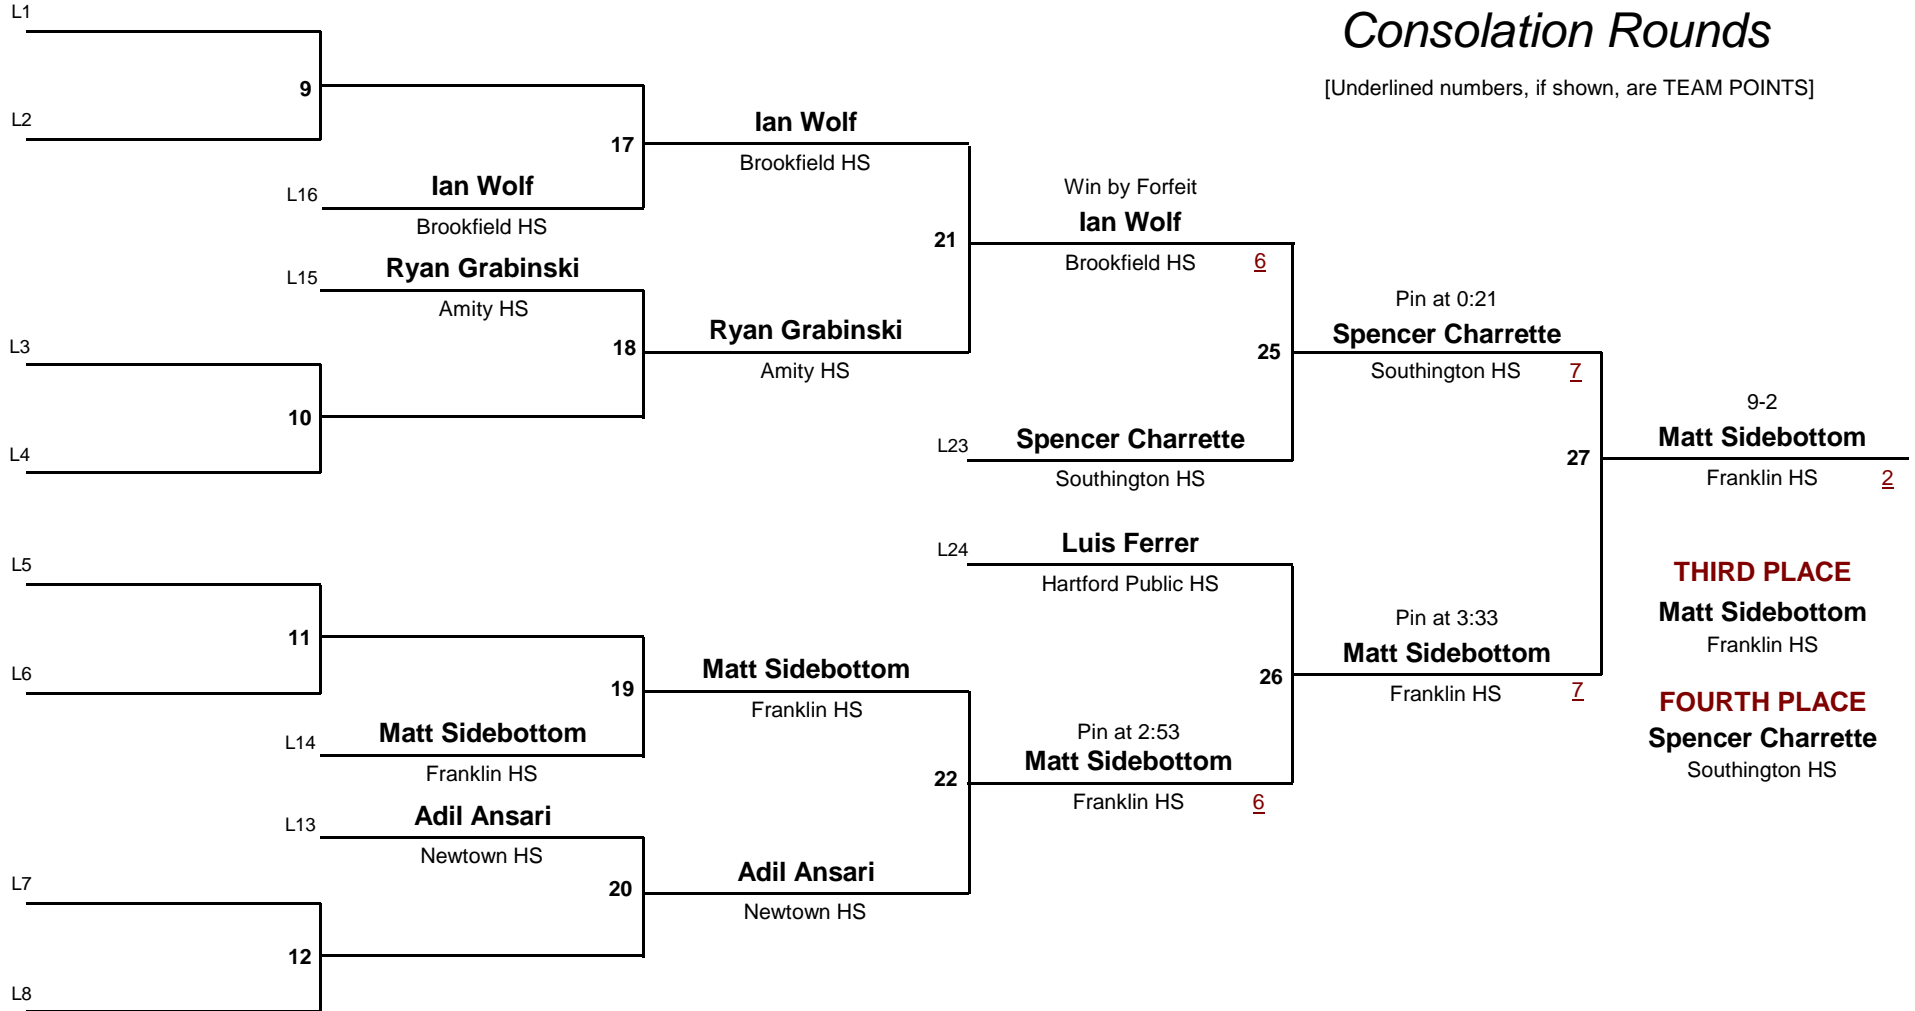 Consolation Rounds
[Underlined numbers, if shown, are TEAM POINTS]
L1
9
L2
17
Ian Wolf
Brookfield HS
L16
Ian Wolf
Brookfield HS
L15
Ryan Grabinski
Amity HS
21
Win by Forfeit
Ian Wolf
Brookfield HS
6
L3
18
Ryan Grabinski
Amity HS
10
L4
25
Pin at 0:21
Spencer Charrette
Southington HS
7
L23
Spencer Charrette
Southington HS
27
9-2
Matt Sidebottom
Franklin HS
2
L5
11
L6
L24
Luis Ferrer
Hartford Public HS
19
Matt Sidebottom
Franklin HS
26
Pin at 3:33
Matt Sidebottom
Franklin HS
7
L14
Matt Sidebottom
Franklin HS
22
Pin at 2:53
Matt Sidebottom
Franklin HS
6
L13
Adil Ansari
Newtown HS
L7
20
Adil Ansari
Newtown HS
12
L8
THIRD PLACE
Matt Sidebottom
Franklin HS
FOURTH PLACE
Spencer Charrette
Southington HS